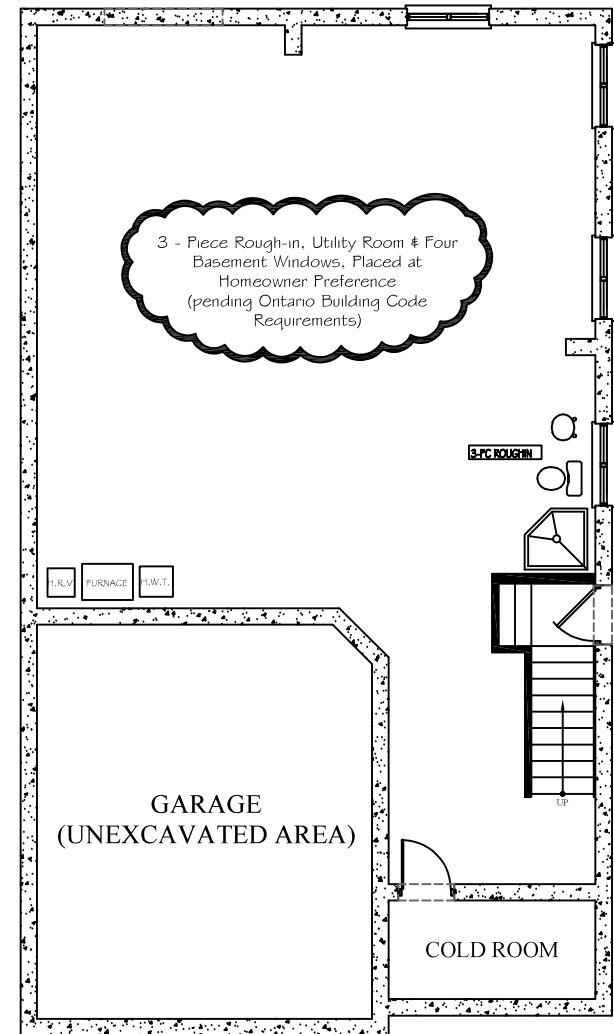 3 - Piece Rough-in, Utility Room & Four
Basement Windows, Placed at
Homeowner Preference
(pending Ontario Building Code
Requirements)
3-PC ROUGHIN
H.R.V
FURNACE
H.W.T.
UP
GARAGE
(UNEXCAVATED AREA)
COLD ROOM